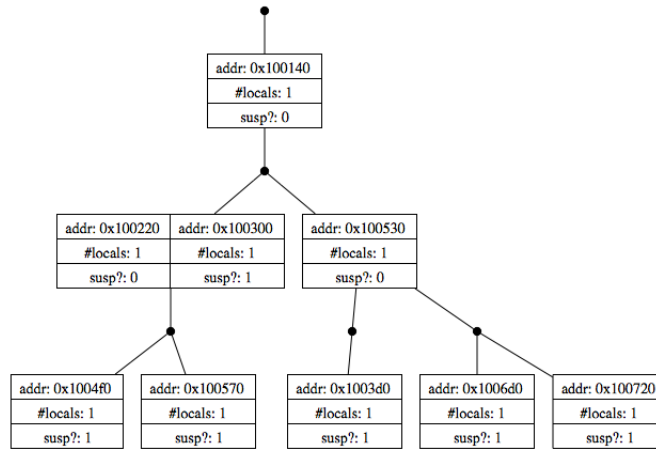 addr: 0x100140
#locals: 1
susp?: 0
addr: 0x100220 addr: 0x100300 addr: 0x100530
#locals: 1 #locals: 1 #locals: 1
susp?: 0 susp?: 1 susp?: 0
addr: 0x1004f0 addr: 0x100570 addr: 0x1003d0 addr: 0x1006d0 addr: 0x100720
#locals: 1 #locals: 1 #locals: 1 #locals: 1 #locals: 1
susp?: 1 susp?: 1 susp?: 1 susp?: 1 susp?: 1